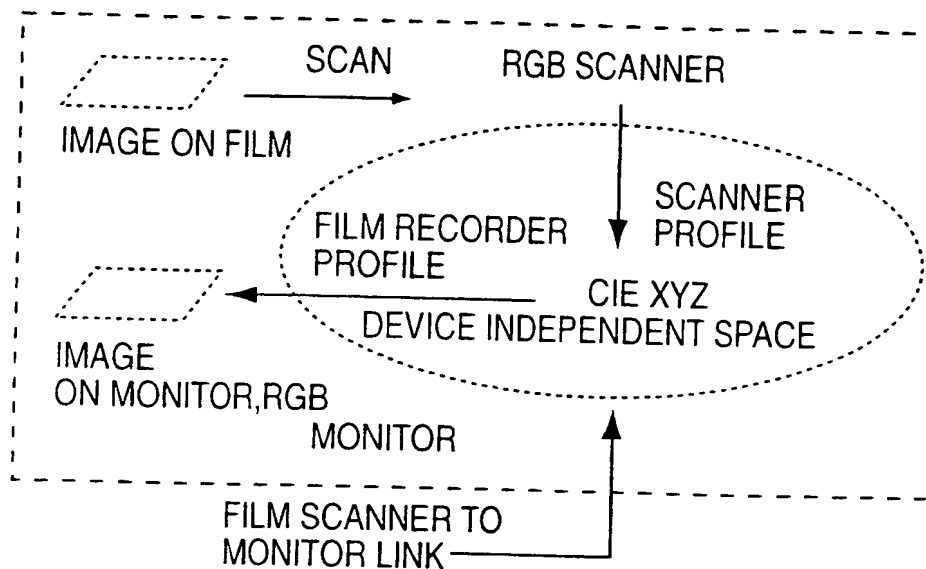 SCAN
RGB SCANNER
IMAGE ON FILM
SCANNER
PROFILE
FILM RECORDER
PROFILE
CIE XYZ
DEVICE INDEPENDENT SPACE
IMAGE
ON MONITOR,RGB
MONITOR
FILM SCANNER TO
MONITOR LINK